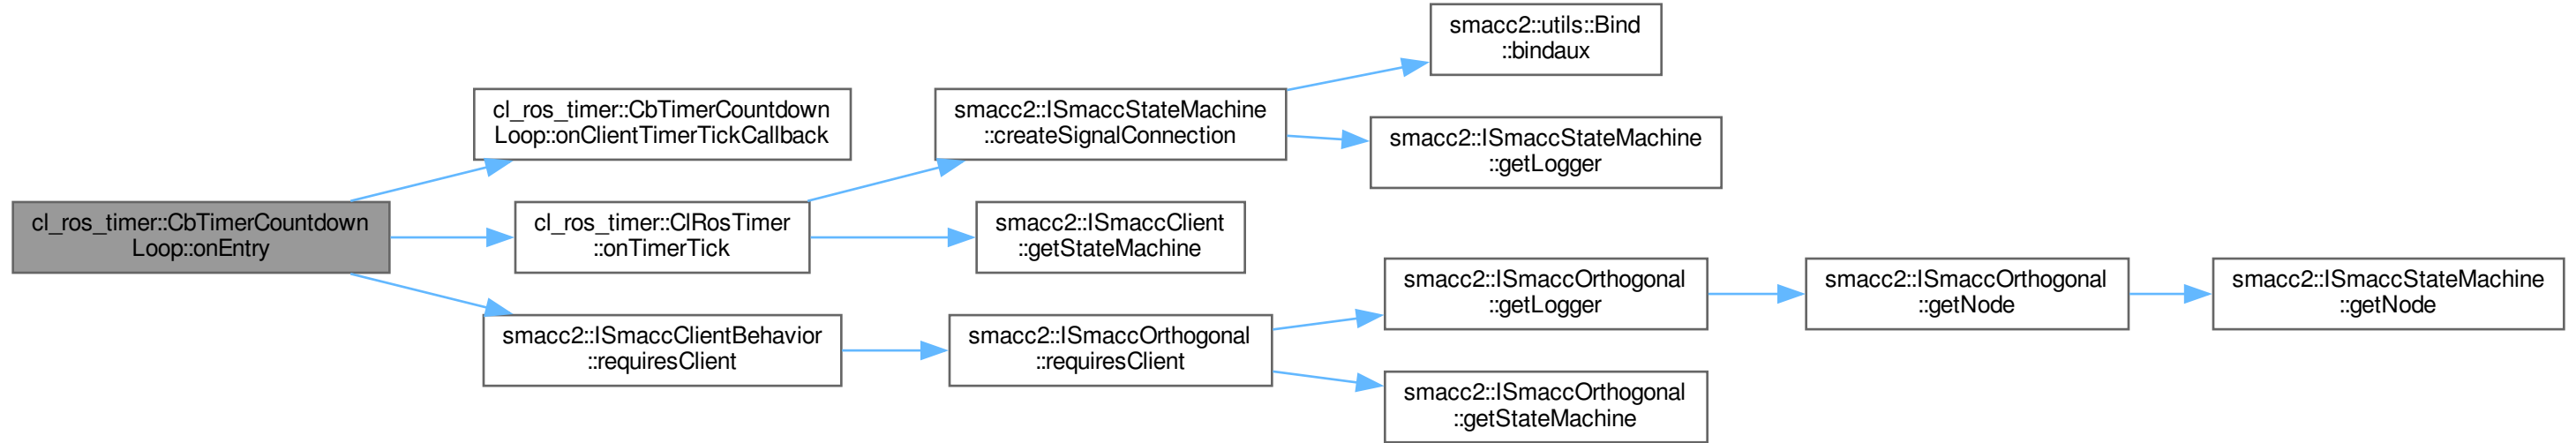 cl_ros_timer::CbTimerCountdown
Loop::onEntry
cl_ros_timer::CbTimerCountdown
Loop::onClientTimerTickCallback
cl_ros_timer::ClRosTimer
::onTimerTick
smacc2::ISmaccClientBehavior
::requiresClient
smacc2::ISmaccStateMachine
::createSignalConnection
smacc2::ISmaccClient
::getStateMachine
smacc2::ISmaccOrthogonal
::requiresClient
smacc2::utils::Bind
::bindaux
smacc2::ISmaccStateMachine
::getLogger
smacc2::ISmaccOrthogonal
::getLogger
smacc2::ISmaccOrthogonal
::getStateMachine
smacc2::ISmaccOrthogonal
::getNode
smacc2::ISmaccStateMachine
::getNode